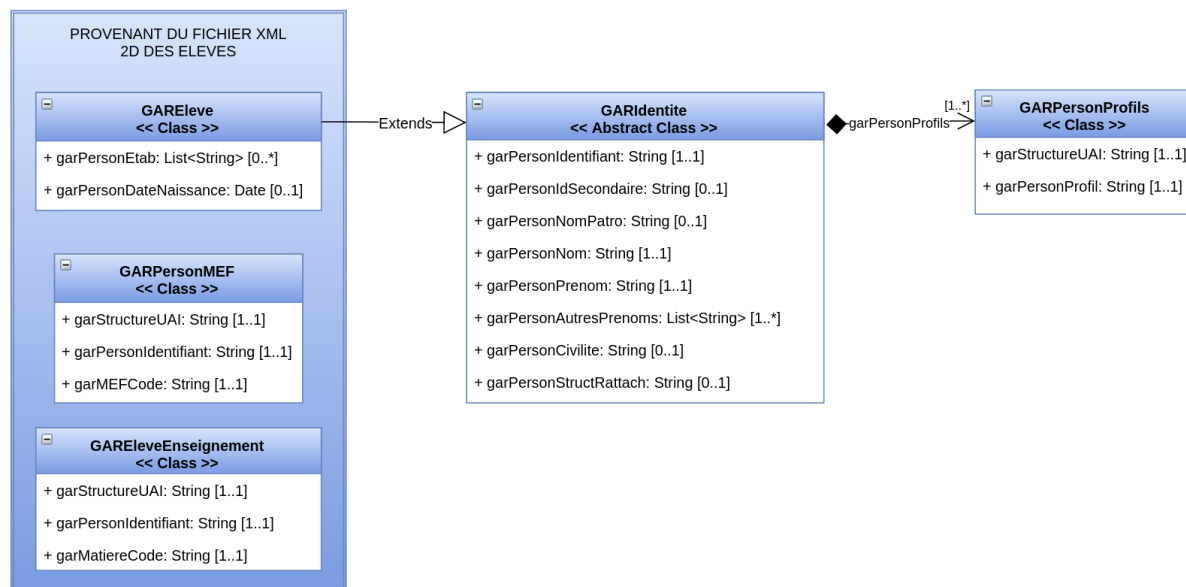 PROVENANT DU FICHIER XML
2D DES ELEVES
GAREleve
<< Class >>
+ garPersonEtab: List<String> [0..*]
+ garPersonDateNaissance: Date [0..1]
GARPersonMEF
<< Class >>
+ garStructureUAI: String [1..1]
+ garPersonIdentifiant: String [1..1]
+ garMEFCode: String [1..1]
GAREleveEnseignement
<< Class >>
+ garStructureUAI: String [1..1]
+ garPersonIdentifiant: String [1..1]
+ garMatiereCode: String [1..1]
Extends
GARIdentite
<< Abstract Class >>
+ garPersonIdentifiant: String [1..1]
+ garPersonIdSecondaire: String [0..1]
+ garPersonNomPatro: String [0..1]
+ garPersonNom: String [1..1]
+ garPersonPrenom: String [1..1]
+ garPersonAutresPrenoms: List<String> [1..*]
+ garPersonCivilite: String [0..1]
+ garPersonStructRattach: String [0..1]
[1..*]
garPersonProfils
GARPersonProfils
<< Class >>
+ garStructureUAI: String [1..1]
+ garPersonProfil: String [1..1]